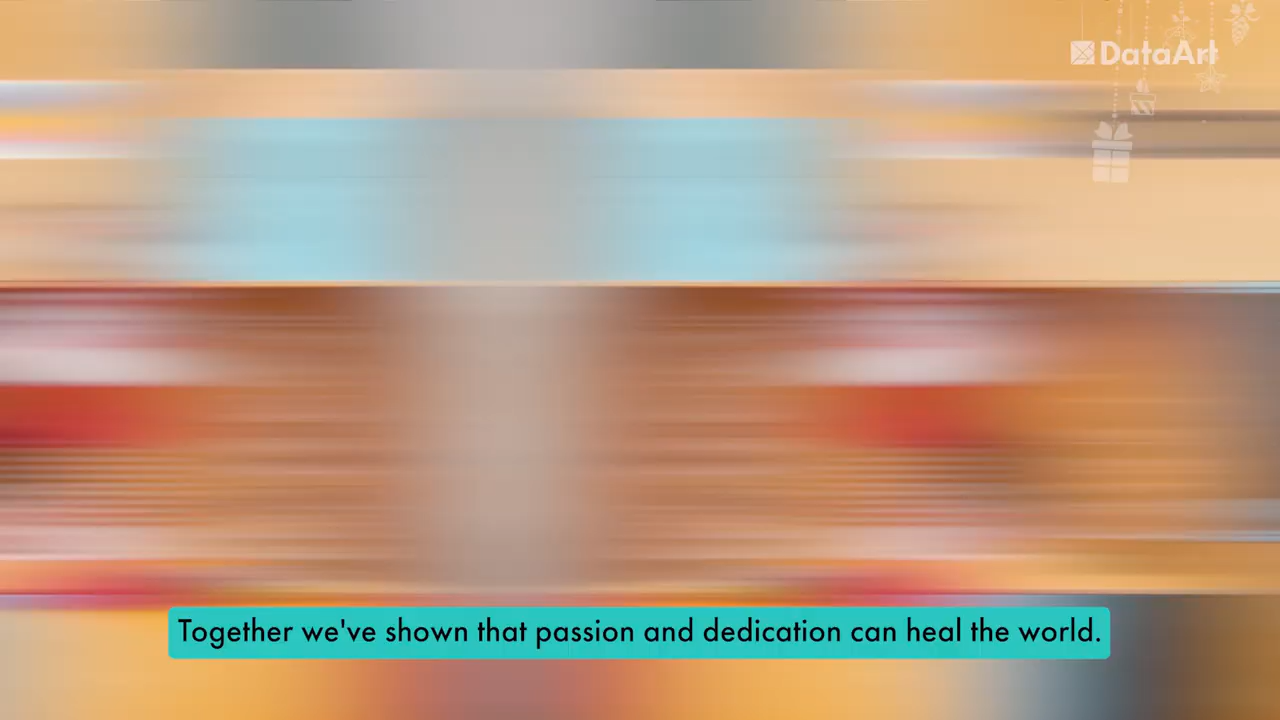 DataArt
Together we've shown that passion and dedication can heal the world.